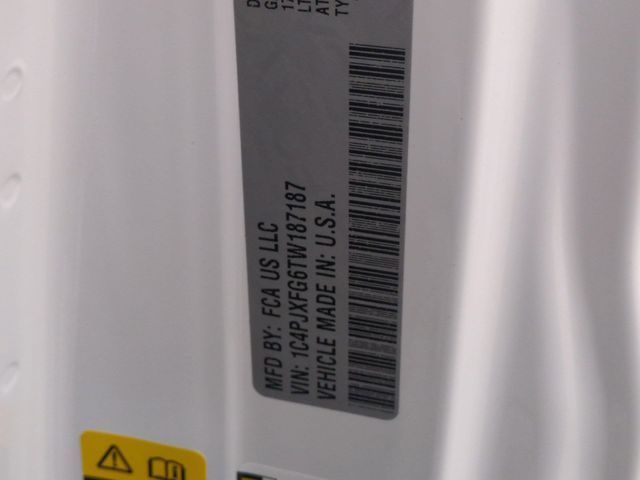 MFD BY: FCA US LLC
VIN: 1C4PJXFG6TW187187
VEHICLE MADE IN: U.S.A.